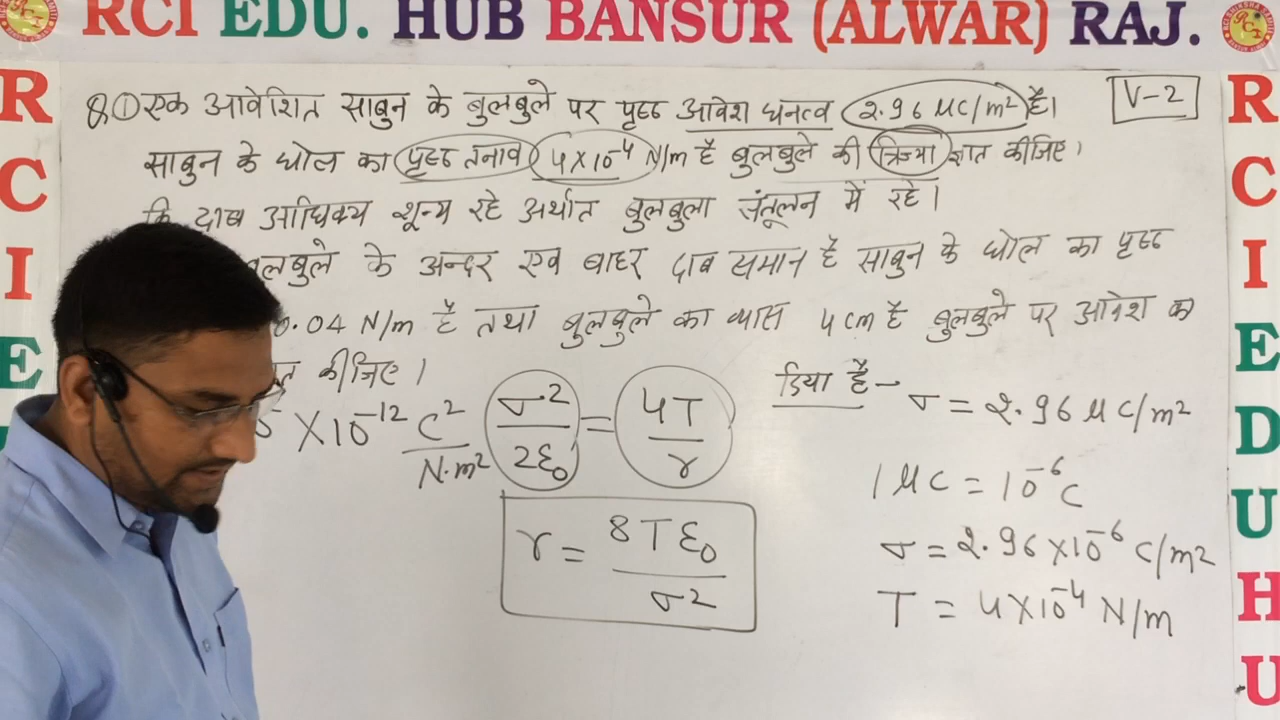 RCI EDU. HUB BANSUR (ALWAR) RAJ.
Q.① एक आवेशित साबुन के बुलबुले पर पृष्ठ आवेश घनत्व 2.96 μC/m² है।
V-2
साबुन के घोल का पृष्ठ तनाव 4×10⁻⁴ N/m है बुलबुले की त्रिज्या ज्ञात कीजिए।
कि दाब आधिक्य शून्य रहे अर्थात बुलबुला संतूलन में रहे।
बुलबुले के अन्दर एव बाहर दाब समान है साबुन के घोल का पृष्ठ
0.04 N/m है तथा बुलबुले का व्यास 4 cm है बुलबुले पर आवेश का
कीजिए।
×10⁻¹² C²/N·m²
σ²/2ε₀ = 4T/r
r = 8Tε₀/σ²
दिया है -
σ = 2.96 μC/m²
1 μC = 10⁻⁶C
σ = 2.96×10⁻⁶ C/m²
T = 4×10⁻⁴ N/m
R
C
I
E
R
C
I
E
D
U
H
U